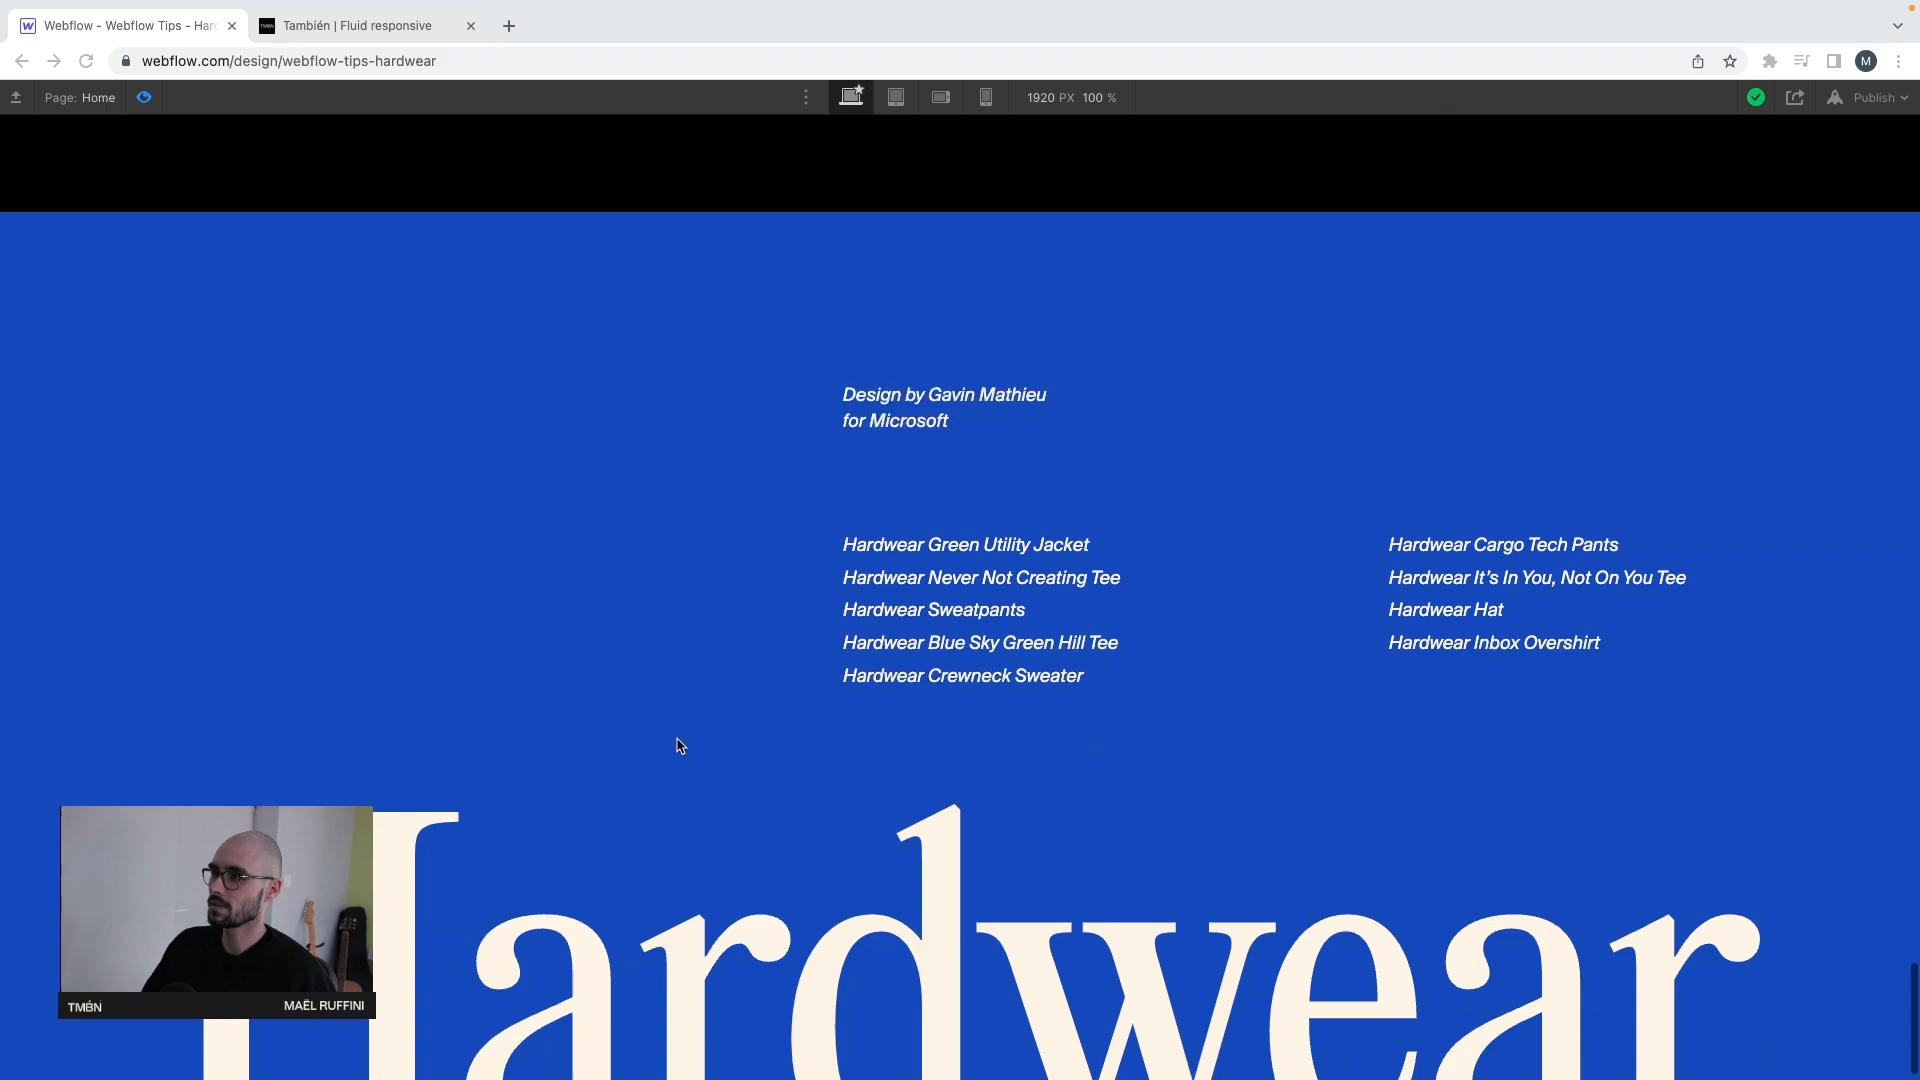 Webflow - Webflow Tips - Har
También | Fluid responsive
webflow.com/design/webflow-tips-hardwear
M
Page: Home
1920 PX 100 %
Publish
Design by Gavin Mathieu
for Microsoft
Hardwear Green Utility Jacket
Hardwear Never Not Creating Tee
Hardwear Sweatpants
Hardwear Blue Sky Green Hill Tee
Hardwear Crewneck Sweater
Hardwear Cargo Tech Pants
Hardwear It’s In You, Not On You Tee
Hardwear Hat
Hardwear Inbox Overshirt
Hardwear
TMBN
MAËL RUFFINI